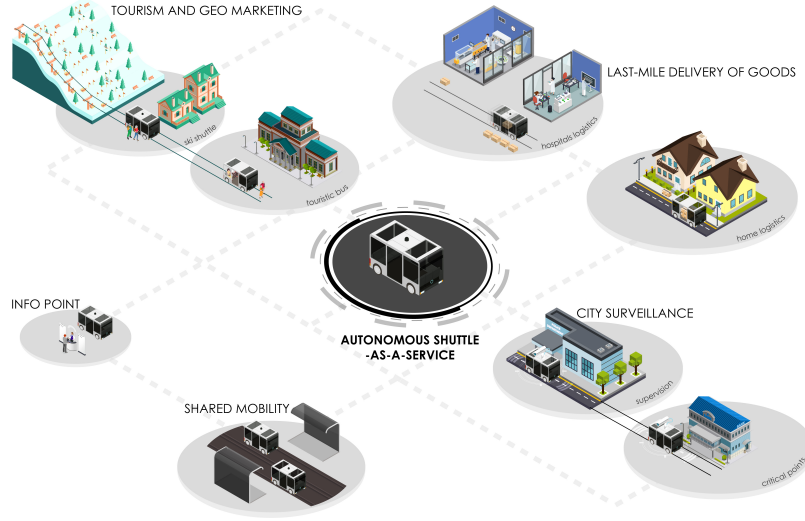 TOURISM AND GEO MARKETING
ski shuttle
touristic bus
LAST-MILE DELIVERY OF GOODS
hospitals logistics
home logistics
INFO POINT
AUTONOMOUS SHUTTLE
-AS-A-SERVICE
CITY SURVEILLANCE
supervision
critical points
SHARED MOBILITY